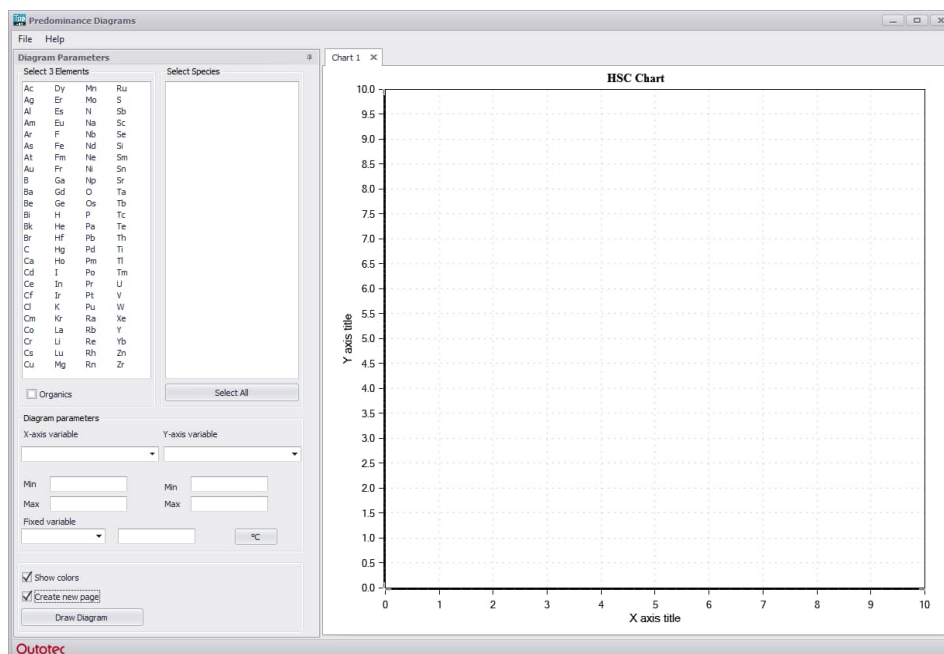 Predominance Diagrams
File Help
Diagram Parameters
Select 3 Elements Select Species
Ac Dy Mn Ru
Ag Er Mo S
Al Es N Sb
Am Eu Na Sc
Ar F Nb Se
As Fe Nd Si
At Fm Ne Sm
Au Fr Ni Sn
B Ga Np Sr
Ba Gd O Ta
Be Ge Os Tb
Bi H P Tc
Bk He Pa Te
Br Hf Pb Th
C Hg Pd Ti
Ca Ho Pm Tl
Cd I Po Tm
Ce In Pr U
Cf Ir Pt V
Cl K Pu W
Cm Kr Ra Xe
Co La Rb Y
Cr Li Re Yb
Cs Lu Rh Zn
Cu Mg Rn Zr
Organics Select All
Diagram parameters
X-axis variable Y-axis variable
Min Min
Max Max
Fixed variable
°C
Show colors
Create new page
Draw Diagram
Outotec
Chart 1
HSC Chart
10.0
9.5
9.0
8.5
8.0
7.5
7.0
6.5
6.0
5.5
5.0
4.5
4.0
3.5
3.0
2.5
2.0
1.5
1.0
0.5
0.0
Y axis title
0 1 2 3 4 5 6 7 8 9 10
X axis title